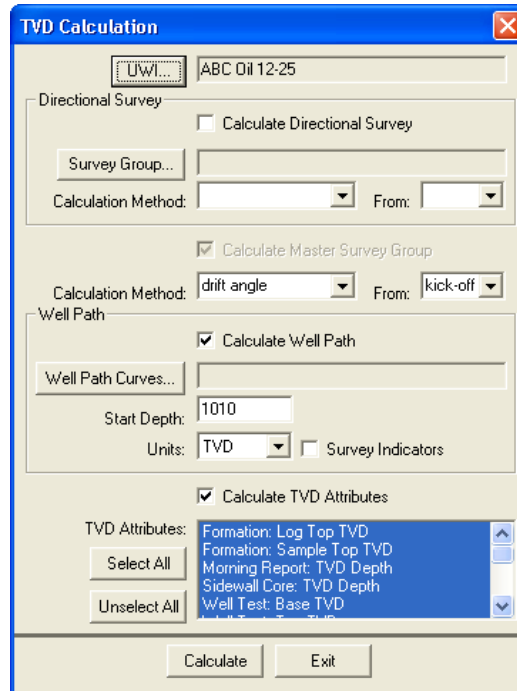 TVD Calculation
UWI... ABC Oil 12-25
Directional Survey
Calculate Directional Survey
Survey Group...
Calculation Method: From:
Calculate Master Survey Group
Calculation Method: drift angle From: kick-off
Well Path
Calculate Well Path
Well Path Curves...
Start Depth: 1010
Units: TVD Survey Indicators
Calculate TVD Attributes
TVD Attributes: Formation: Log Top TVD
Formation: Sample Top TVD
Select All Morning Report: TVD Depth
Sidewall Core: TVD Depth
Unselect All Well Test: Base TVD
Calculate Exit